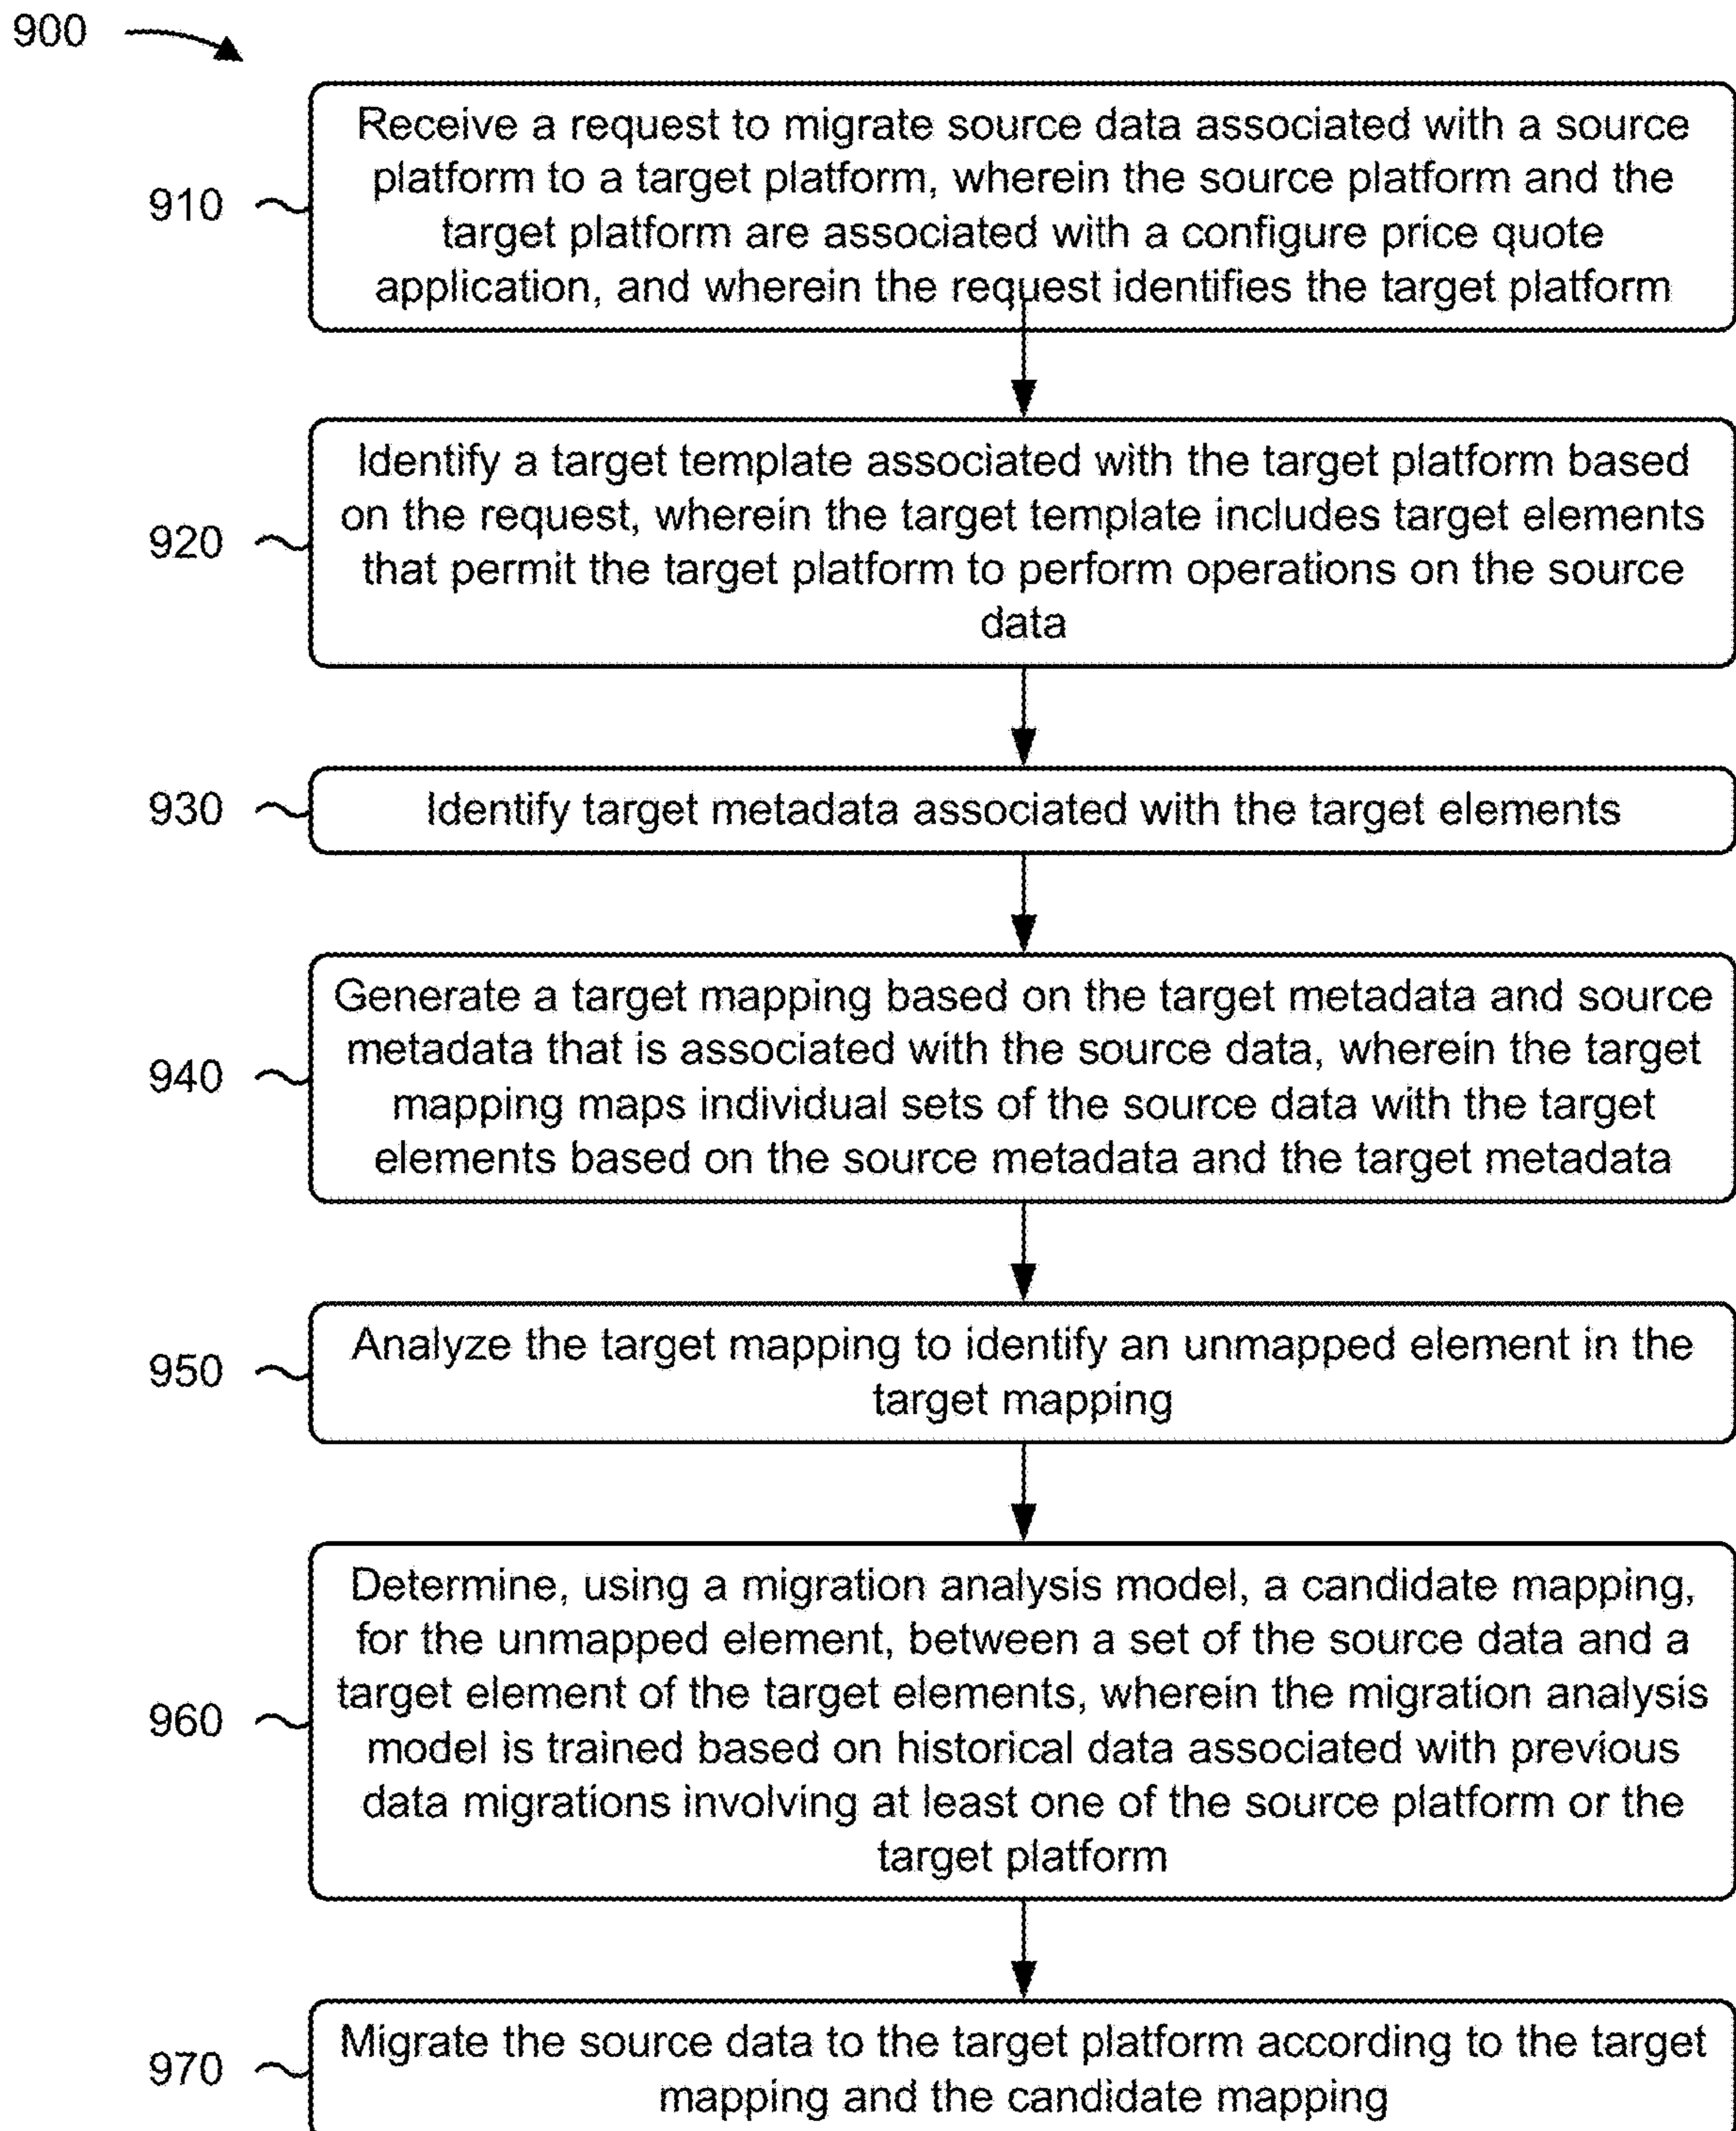 900
Receive a request to migrate source data associated with a source
platform to a target platform, wherein the source platform and the
910
target platform are associated with a configure price quote
application, and wherein the request identifies the target platform
Identify a target template associated with the target platform based
on the request, wherein the target template includes target elements
920
that permit the target platform to perform operations on the source
data
930
Identify target metadata associated with the target elements
Generate a target mapping based on the target metadata and source
metadata that is associated with the source data, wherein the target
940
mapping maps individual sets of the source data with the target
elements based on the source metadata and the target metadata
950
Analyze the target mapping to identify an unmapped element in the
target mapping
Determine, using a migration analysis model, a candidate mapping,
for the unmapped element, between a set of the source data and a
target element of the target elements, wherein the migration analysis
960
model is trained based on historical data associated with previous
data migrations involving at least one of the source platform or the
target platform
970
Migrate the source data to the target platform according to the target
mapping and the candidate mapping